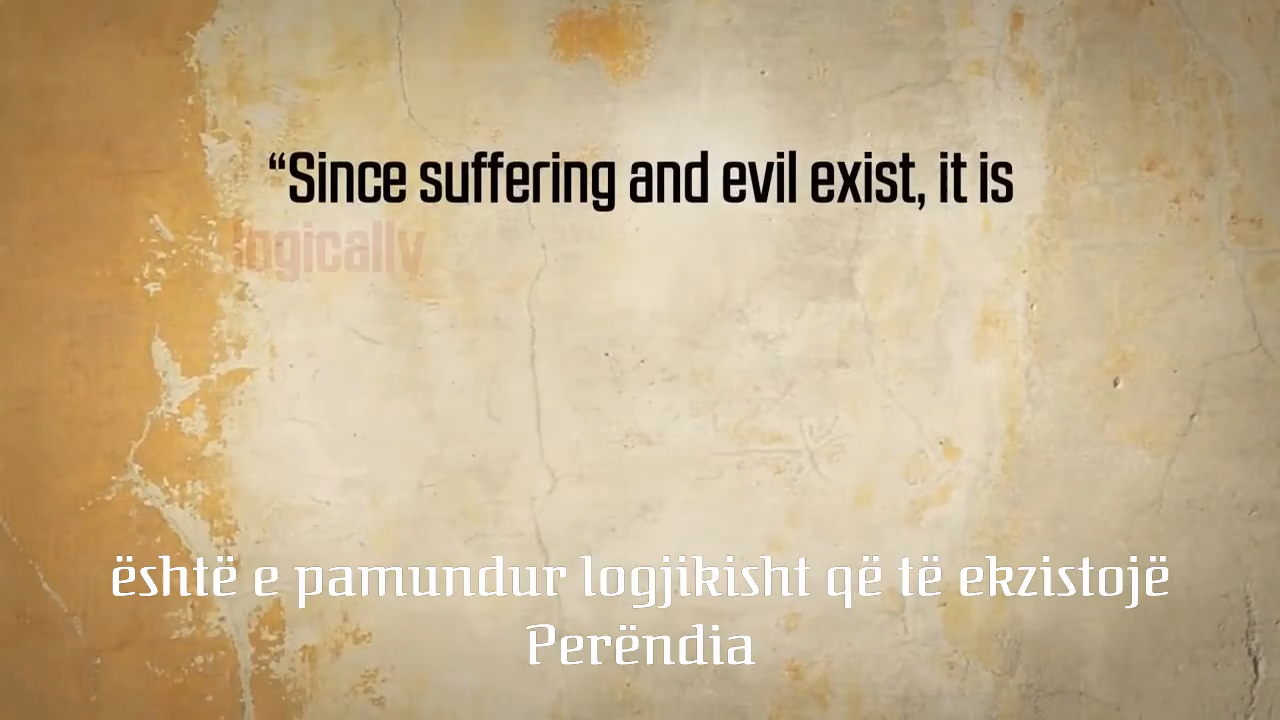 “Since suffering and evil exist, it is
logically
është e pamundur logjikisht që të ekzistojë
Perëndia